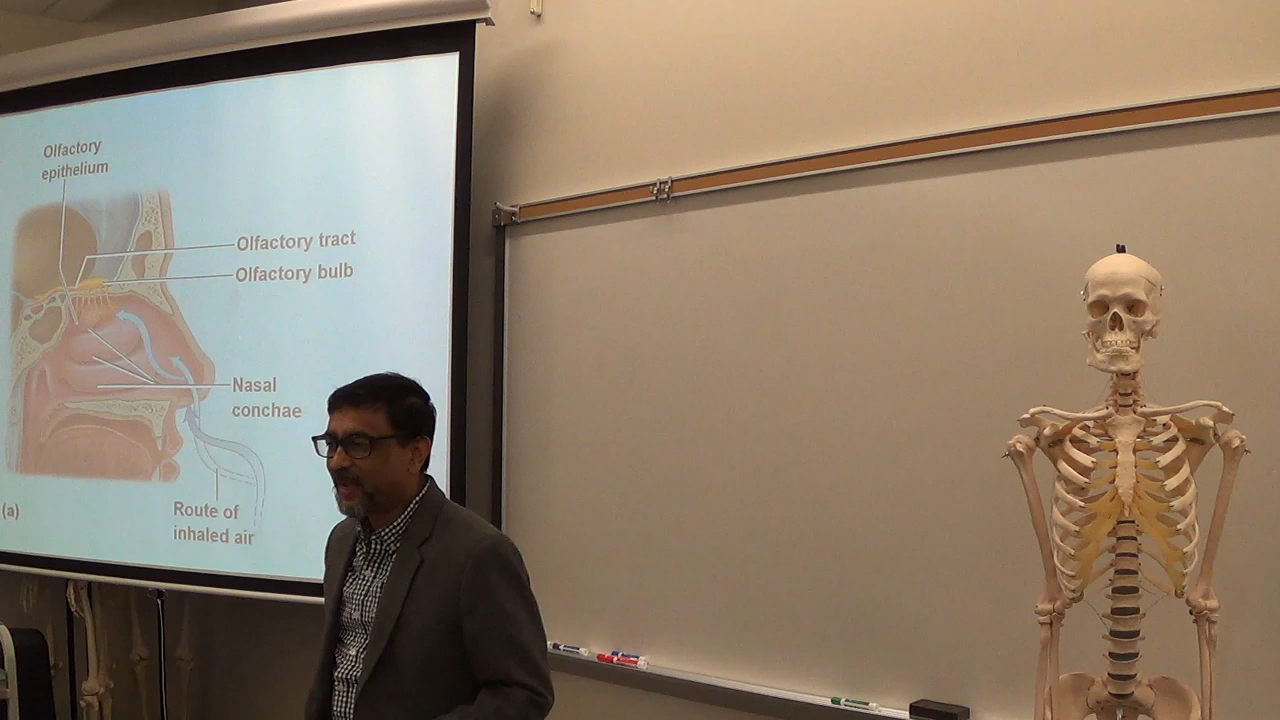 Olfactory
epithelium
Olfactory tract
Olfactory bulb
Nasal
conchae
Route of
inhaled air
(a)